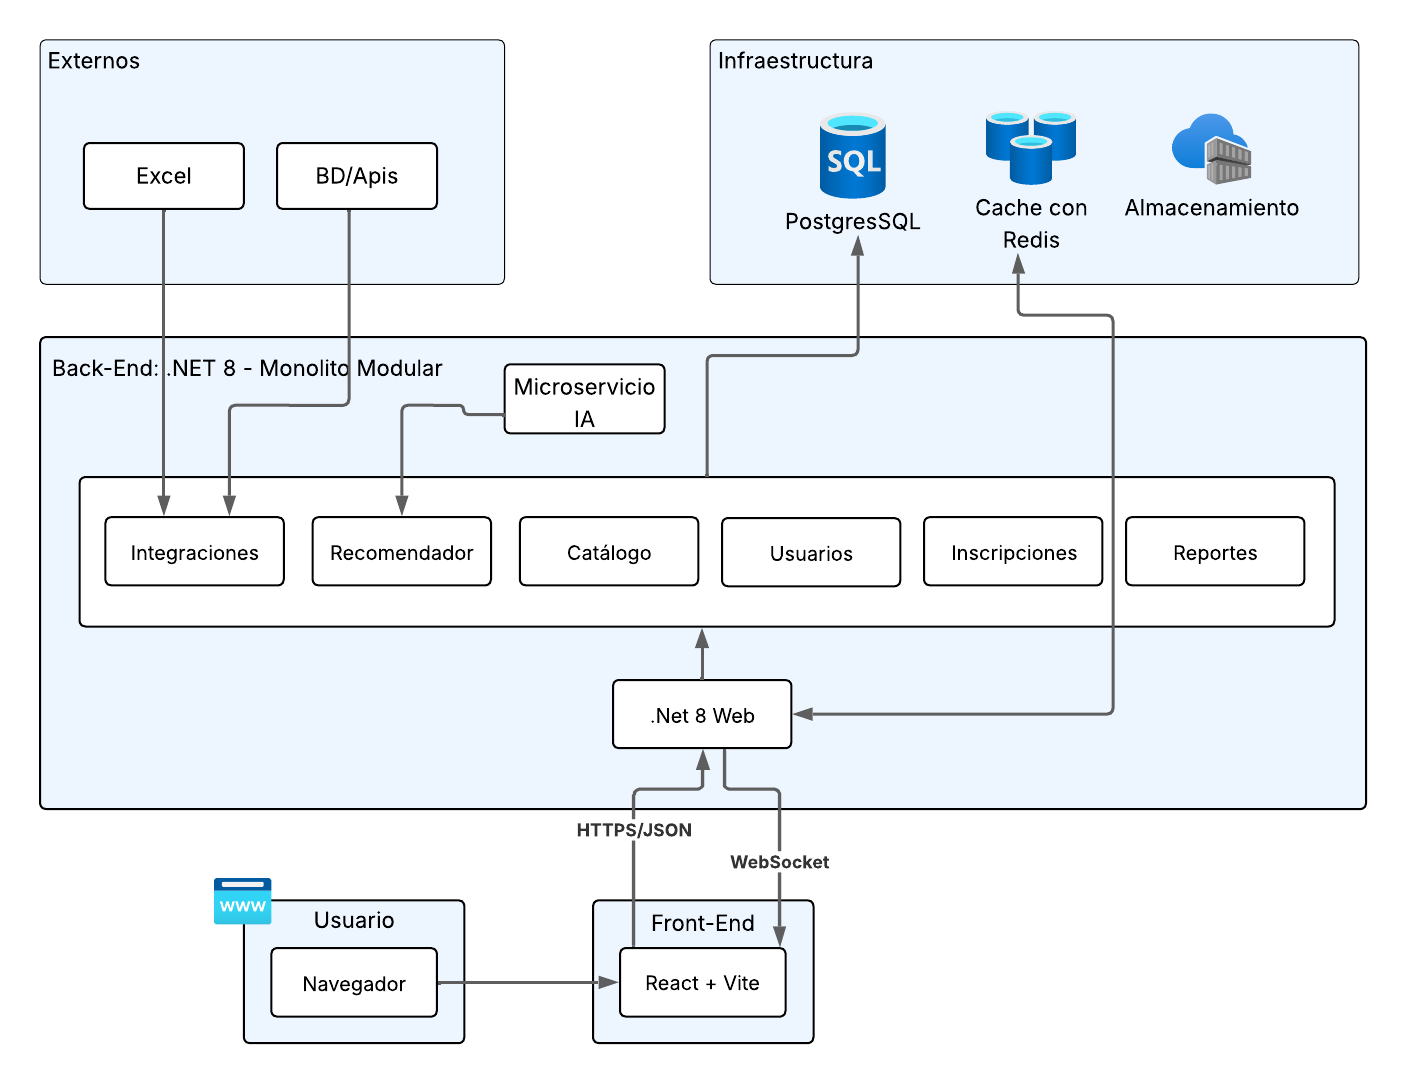 Externos
Excel
BD/Apis
Infraestructura
SQL
PostgresSQL
Cache con
Redis
Almacenamiento
Back-End: .NET 8 - Monolito Modular
Microservicio
IA
Integraciones
Recomendador
Catálogo
Usuarios
Inscripciones
Reportes
.Net 8 Web
HTTPS/JSON
WebSocket
www
Usuario
Navegador
Front-End
React + Vite